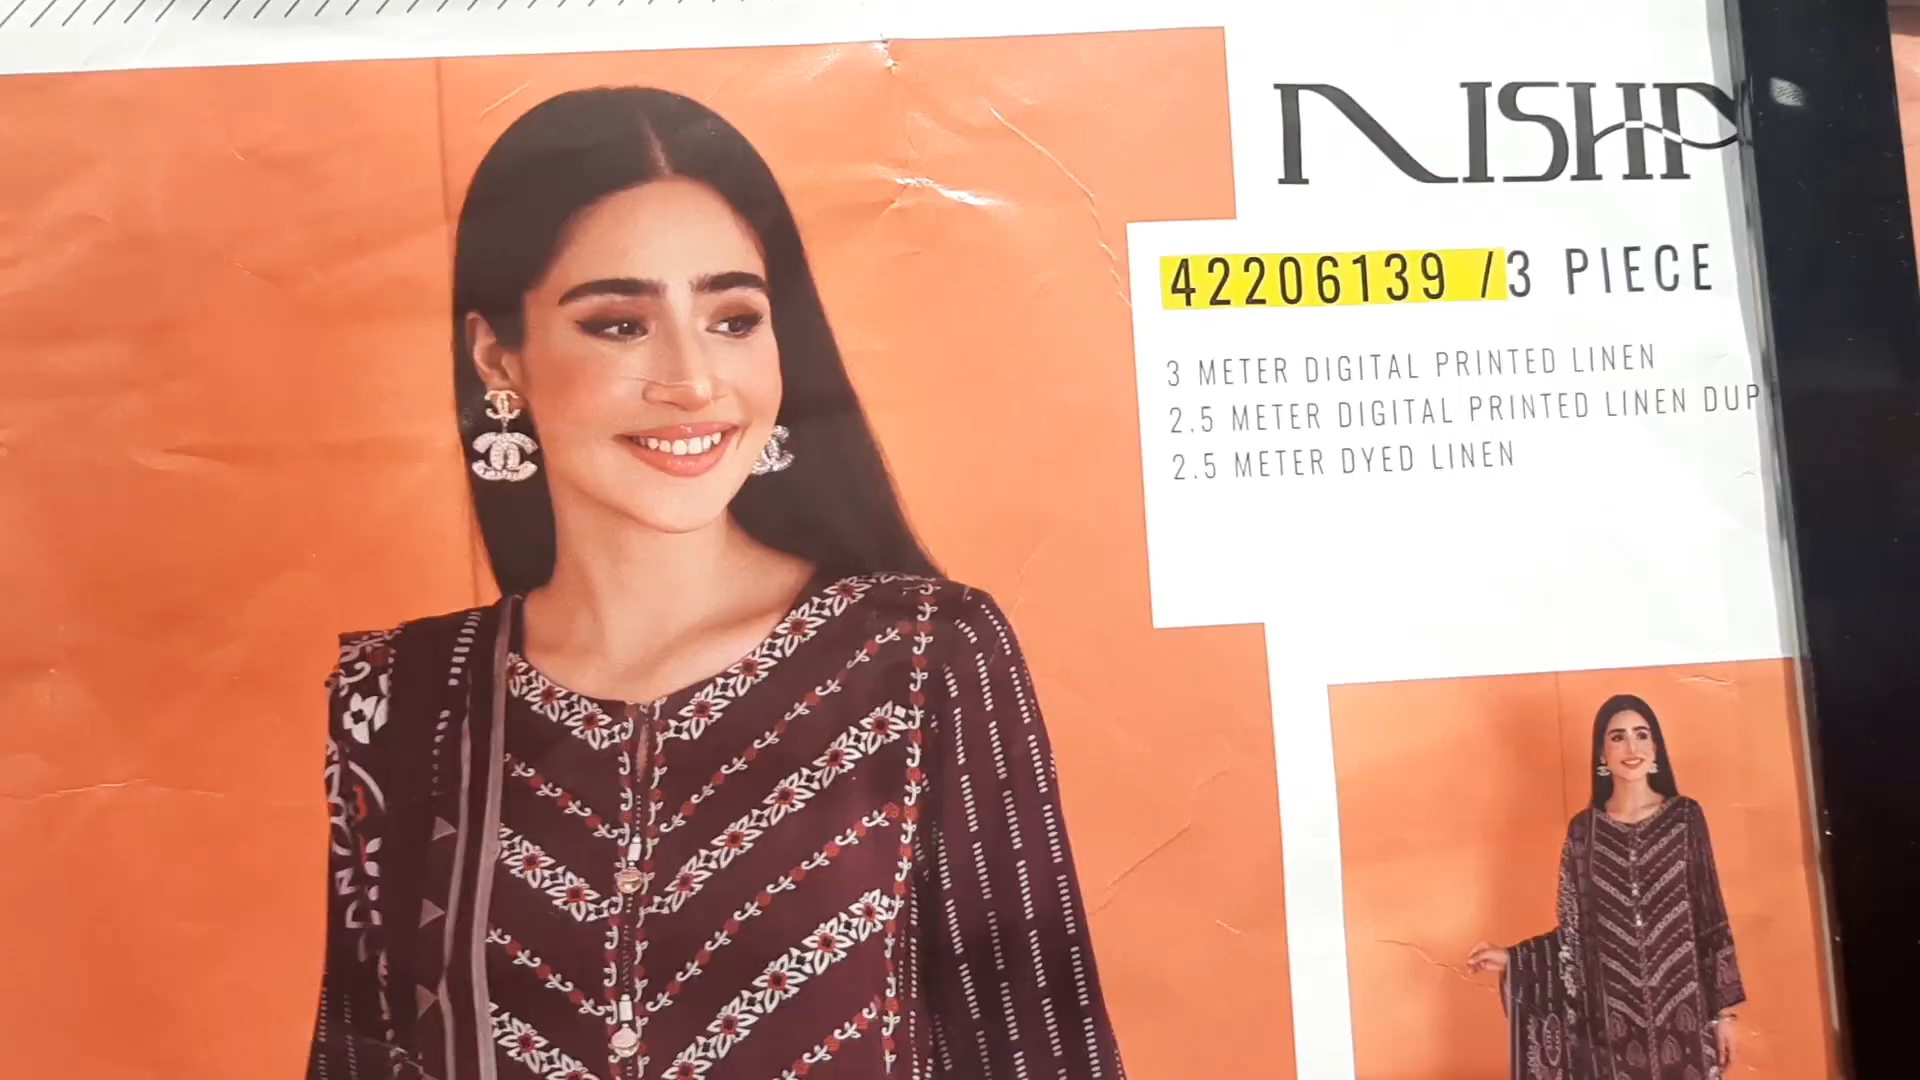 NISHA
42206139 /3 PIECE
3 METER DIGITAL PRINTED LINEN
2.5 METER DIGITAL PRINTED LINEN DUP
2.5 METER DYED LINEN